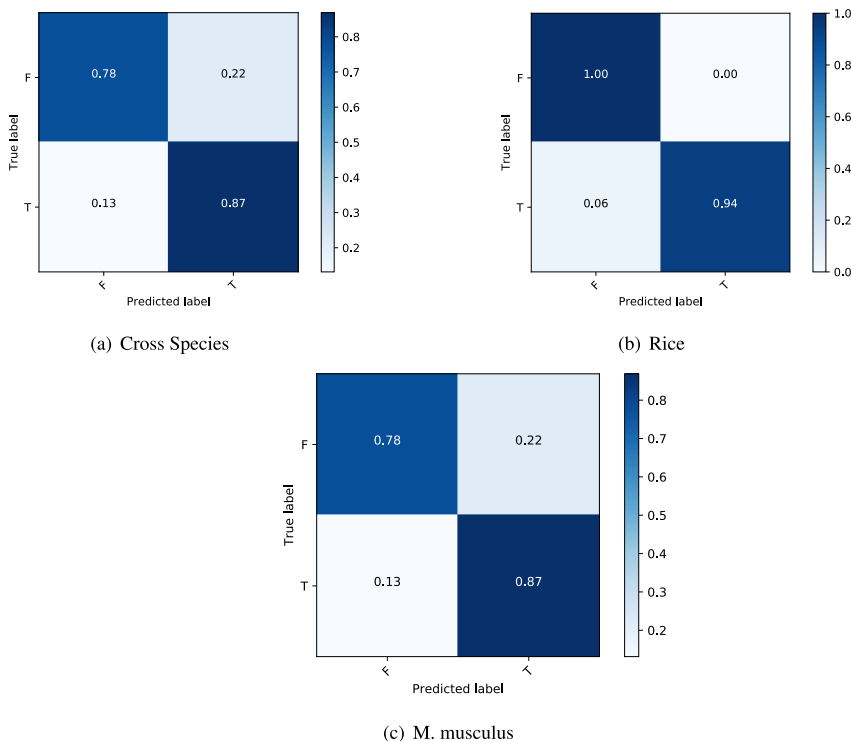 F
0.78
0.22
T
0.13
0.87
True label
F
T
Predicted label
0.8
0.7
0.6
0.5
0.4
0.3
0.2
(a) Cross Species
F
1.00
0.00
T
0.06
0.94
True label
F
T
Predicted label
1.0
0.8
0.6
0.4
0.2
0.0
(b) Rice
F
0.78
0.22
T
0.13
0.87
True label
F
T
Predicted label
0.8
0.7
0.6
0.5
0.4
0.3
0.2
(c) M. musculus